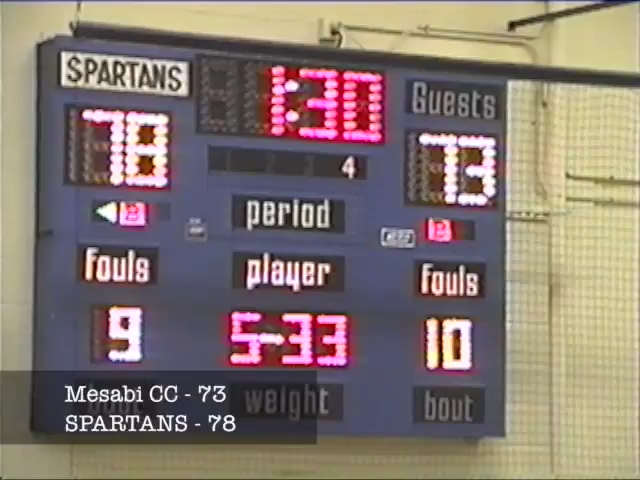 SPARTANS
1:30
Guests
78
4
73
B
period
B
fouls
player
fouls
9
5-33
10
weight
bout
Mesabi CC - 73
SPARTANS - 78